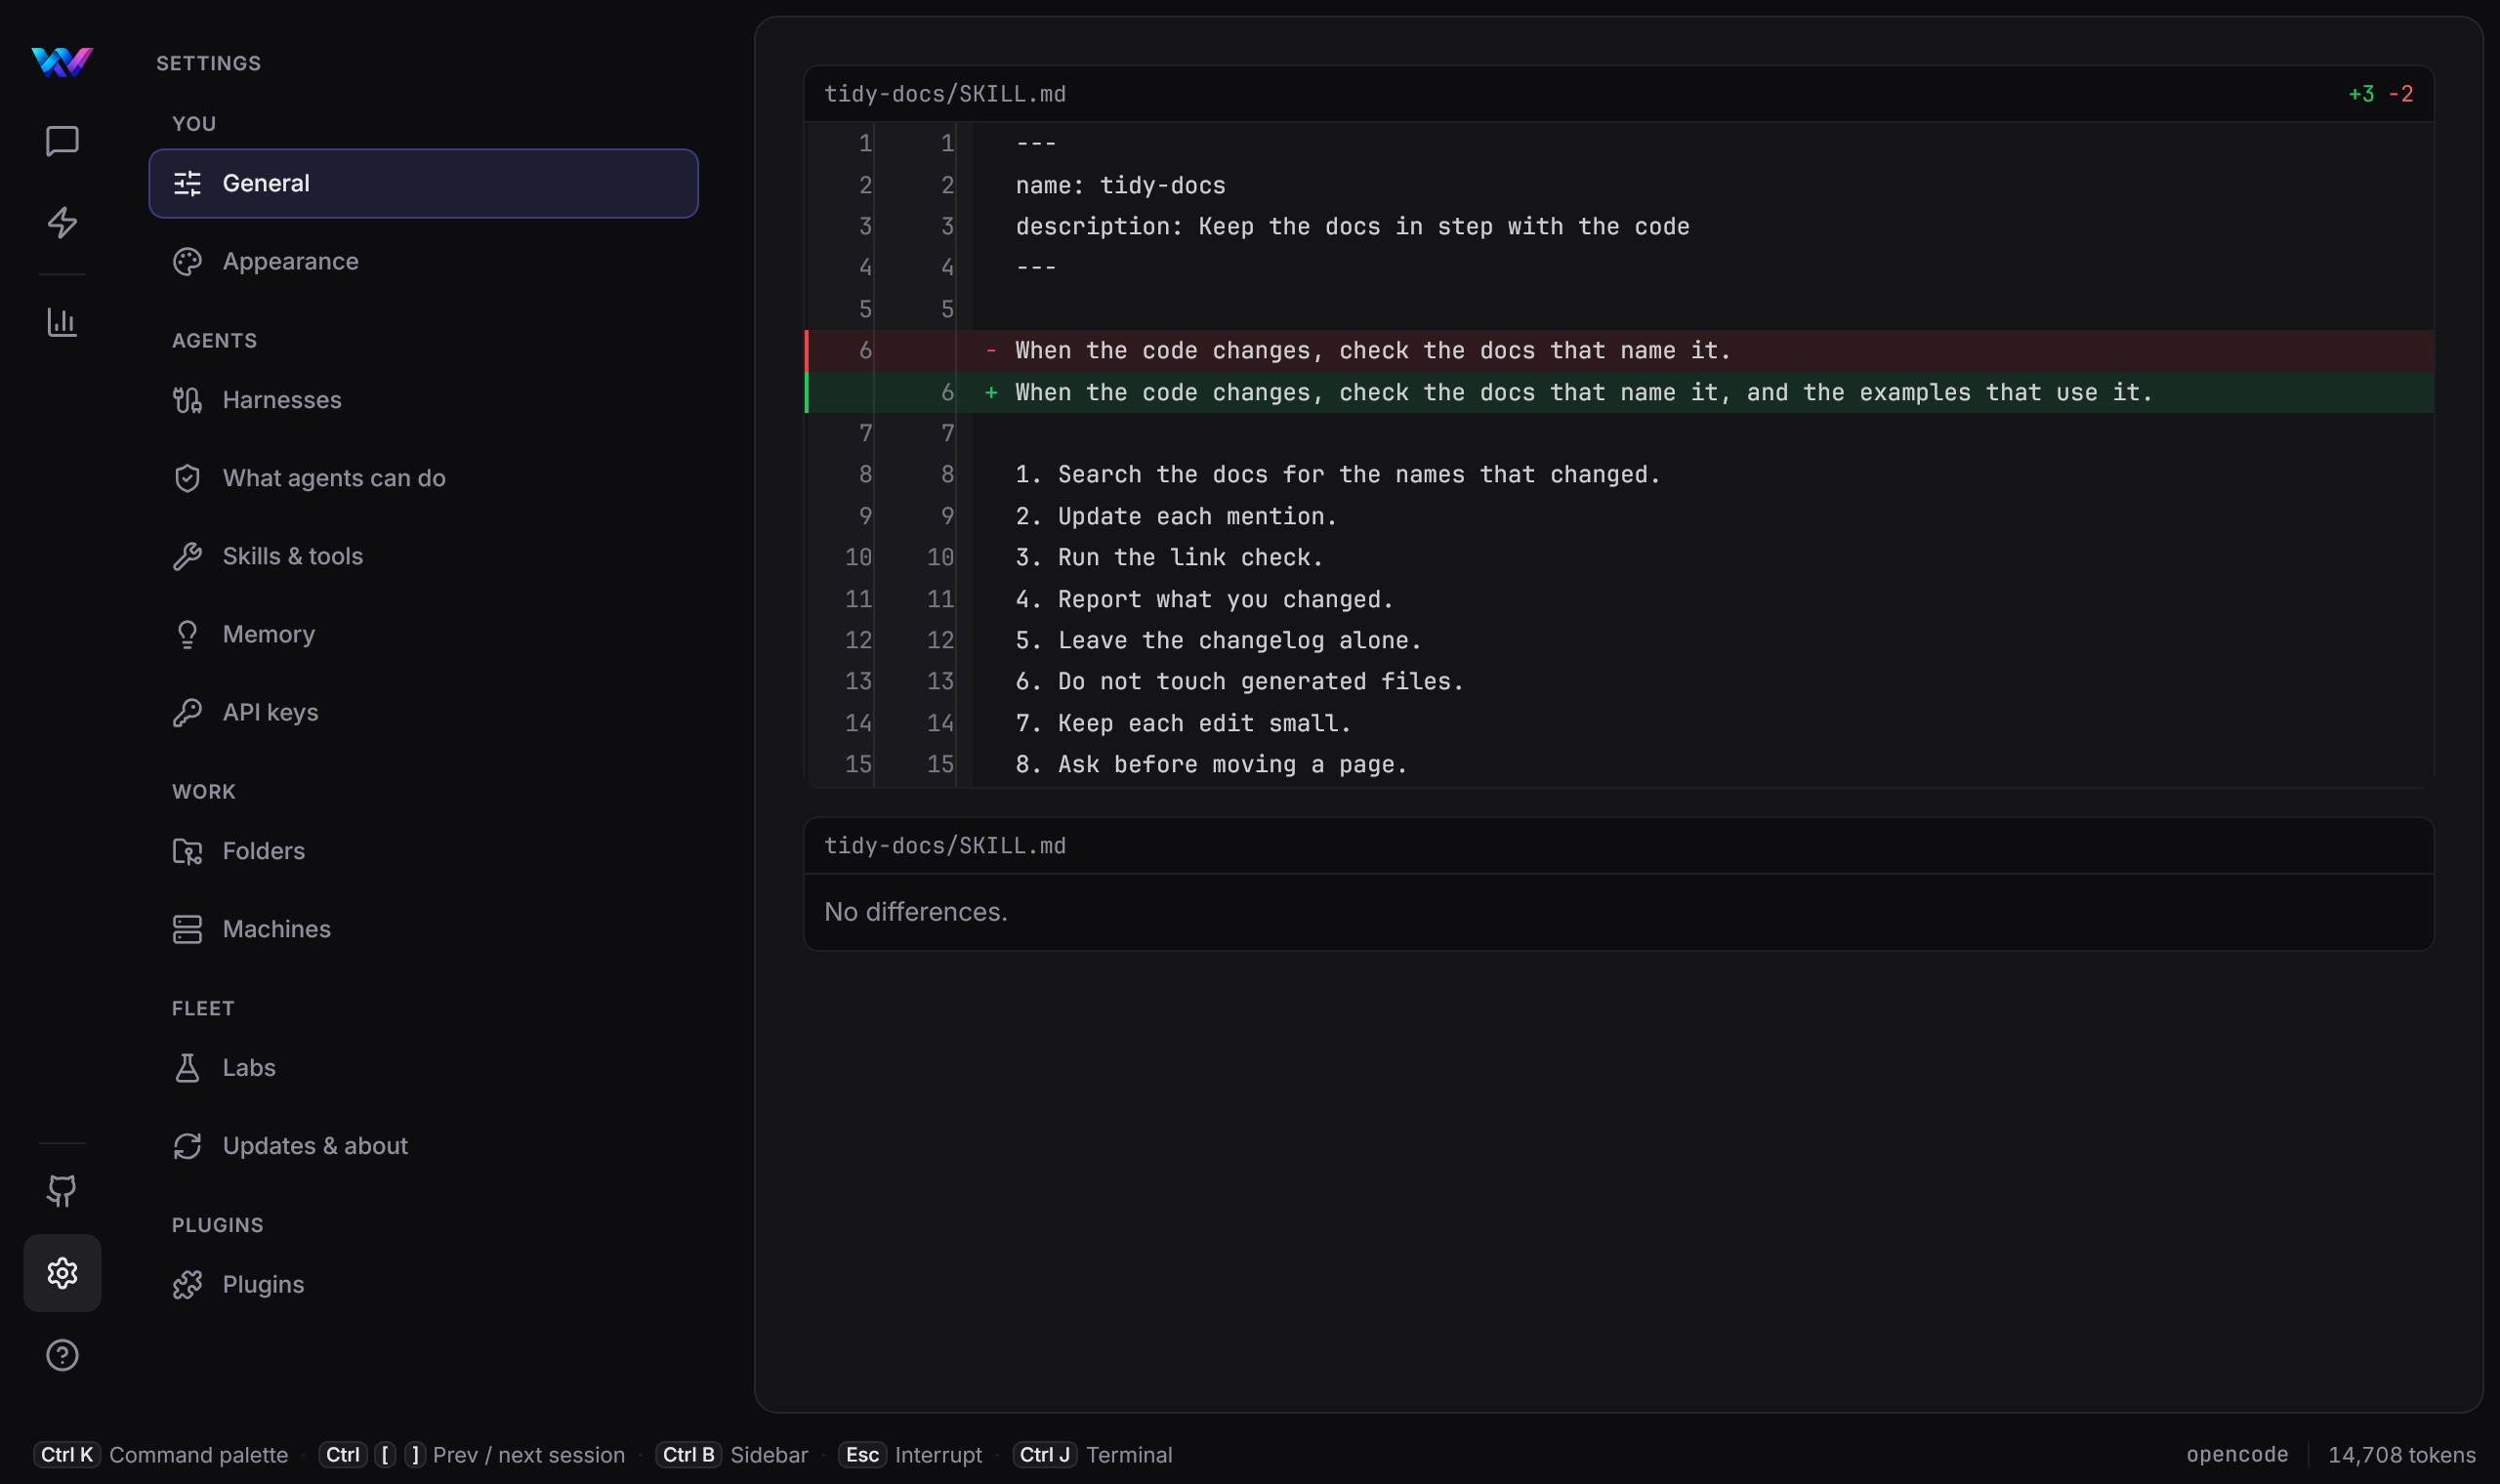 SETTINGS
YOU
General
Appearance
AGENTS
Harnesses
What agents can do
Skills & tools
Memory
API keys
WORK
Folders
Machines
FLEET
Labs
Updates & about
PLUGINS
Plugins
tidy-docs/SKILL.md +3 -2
1 1 ---
2 2 name: tidy-docs
3 3 description: Keep the docs in step with the code
4 4 ---
5 5
6 - When the code changes, check the docs that name it.
6 + When the code changes, check the docs that name it, and the examples that use it.
7 7
8 8 1. Search the docs for the names that changed.
9 9 2. Update each mention.
10 10 3. Run the link check.
11 11 4. Report what you changed.
12 12 5. Leave the changelog alone.
13 13 6. Do not touch generated files.
14 14 7. Keep each edit small.
15 15 8. Ask before moving a page.
tidy-docs/SKILL.md
No differences.
Ctrl K Command palette · Ctrl [ ] Prev / next session · Ctrl B Sidebar · Esc Interrupt · Ctrl J Terminal
opencode 14,708 tokens